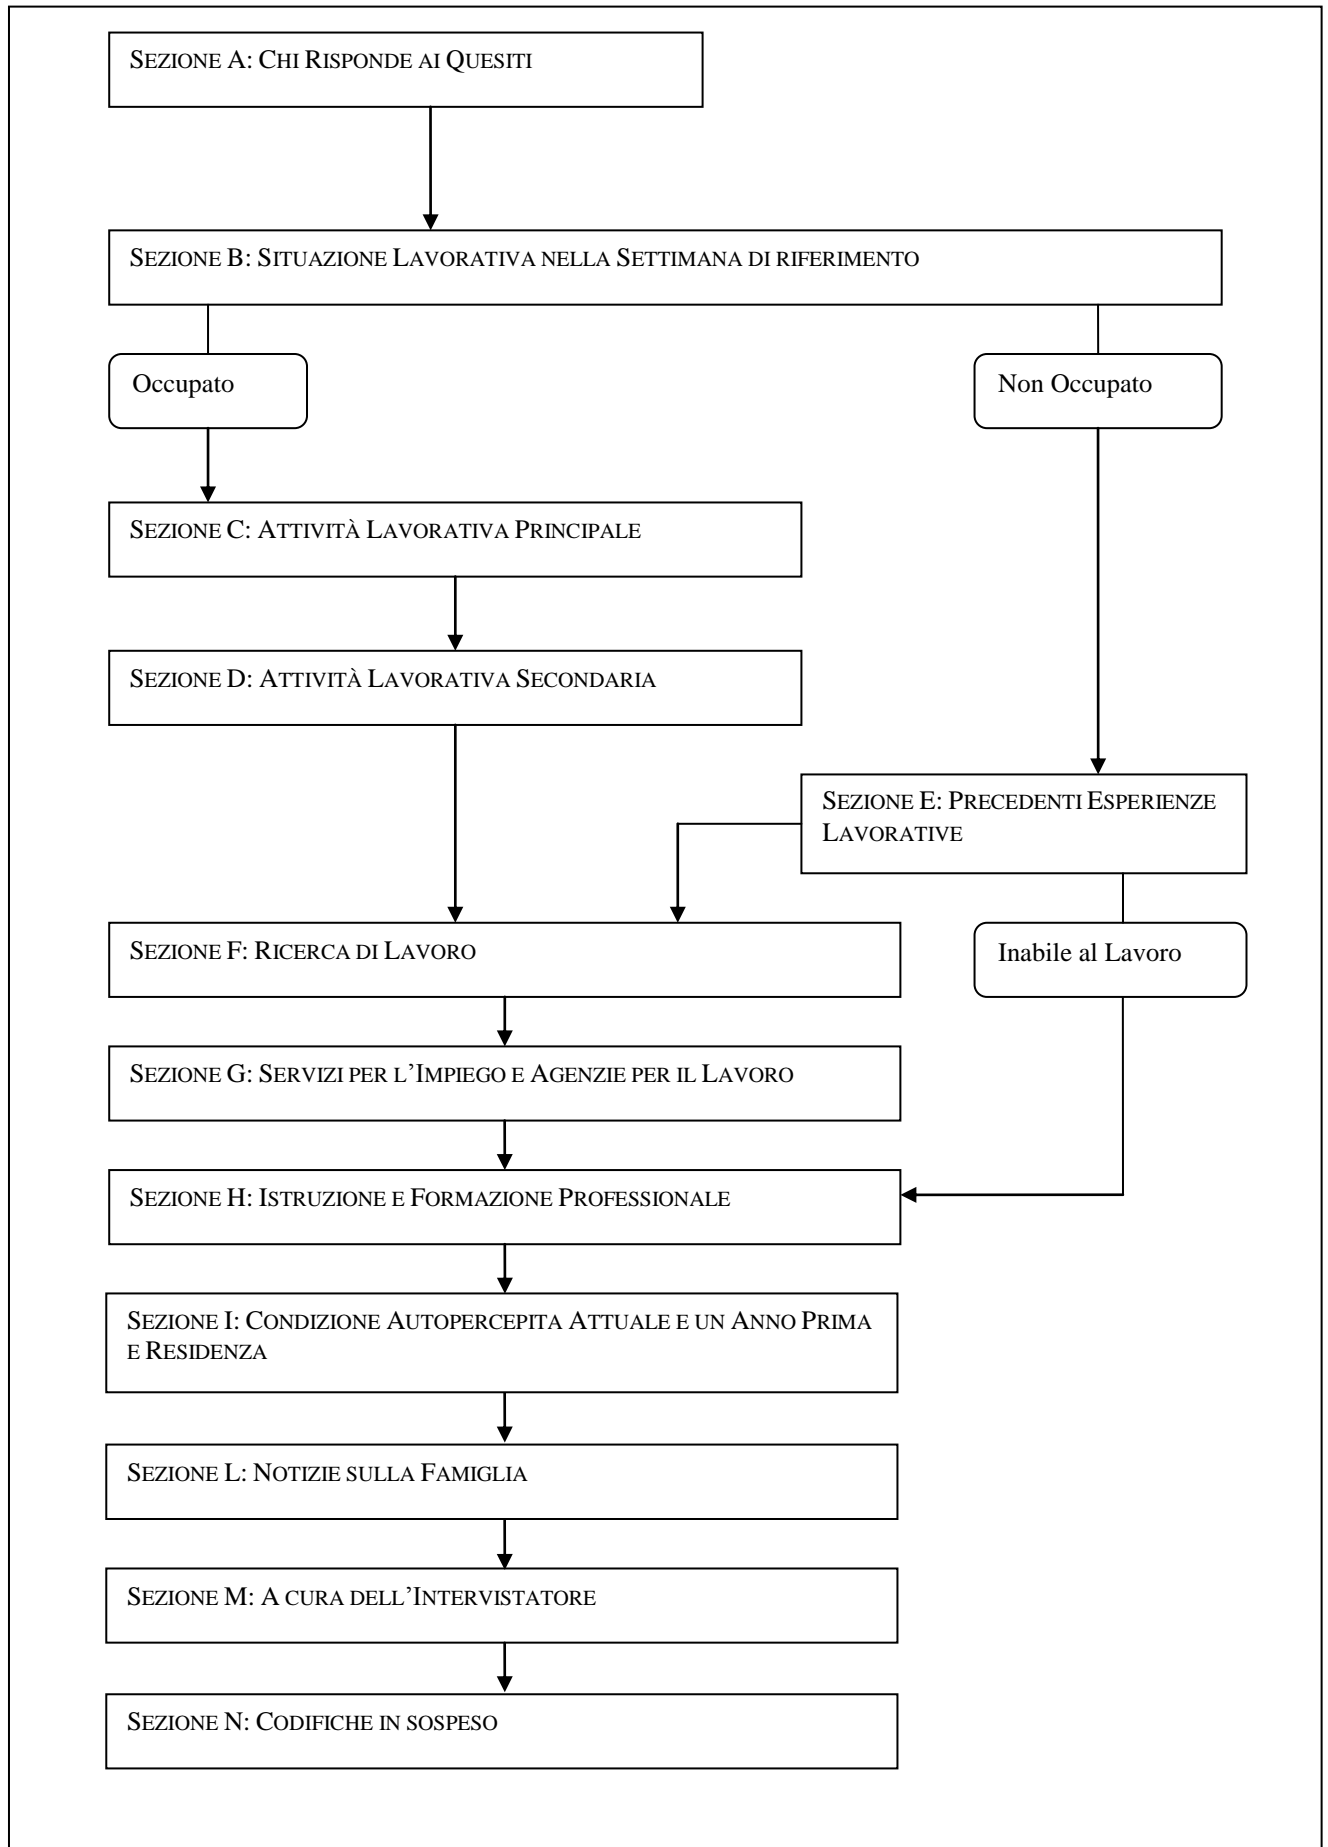 SEZIONE A: CHI RISPONDE AI QUESITI
SEZIONE B: SITUAZIONE LAVORATIVA NELLA SETTIMANA DI RIFERIMENTO
Occupato
Non Occupato
SEZIONE C: ATTIVITÀ LAVORATIVA PRINCIPALE
SEZIONE D: ATTIVITÀ LAVORATIVA SECONDARIA
SEZIONE E: PRECEDENTI ESPERIENZE
LAVORATIVE
SEZIONE F: RICERCA DI LAVORO
Inabile al Lavoro
SEZIONE G: SERVIZI PER L’IMPIEGO E AGENZIE PER IL LAVORO
SEZIONE H: ISTRUZIONE E FORMAZIONE PROFESSIONALE
SEZIONE I: CONDIZIONE AUTOPERCEPITA ATTUALE E UN ANNO PRIMA
E RESIDENZA
SEZIONE L: NOTIZIE SULLA FAMIGLIA
SEZIONE M: A CURA DELL’INTERVISTATORE
SEZIONE N: CODIFICHE IN SOSPESO